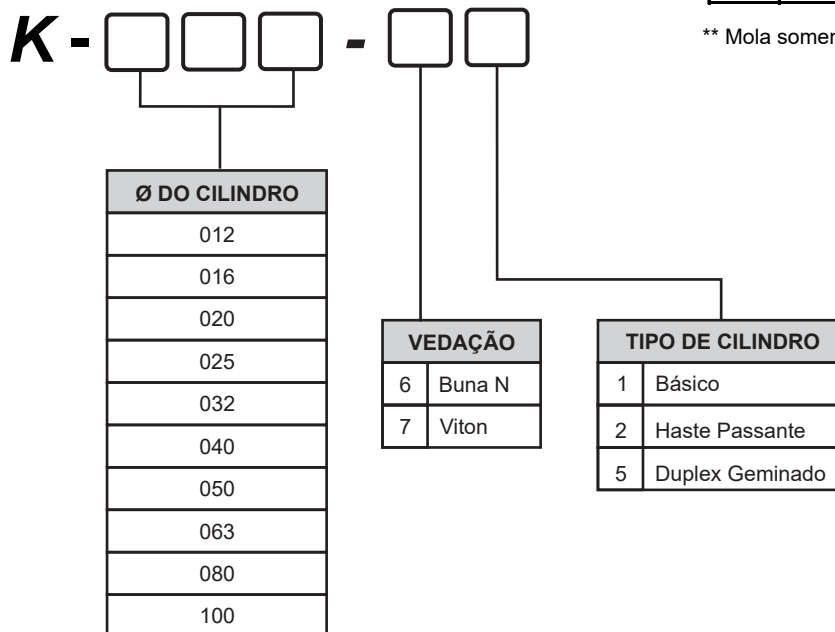 ** Mola somer
K- -
Ø DO CILINDRO
012
016
020
025
032
040
050
063
080
100
VEDAÇÃO
6 Buna N
7 Viton
TIPO DE CILINDRO
1 Básico
2 Haste Passante
5 Duplex Geminado